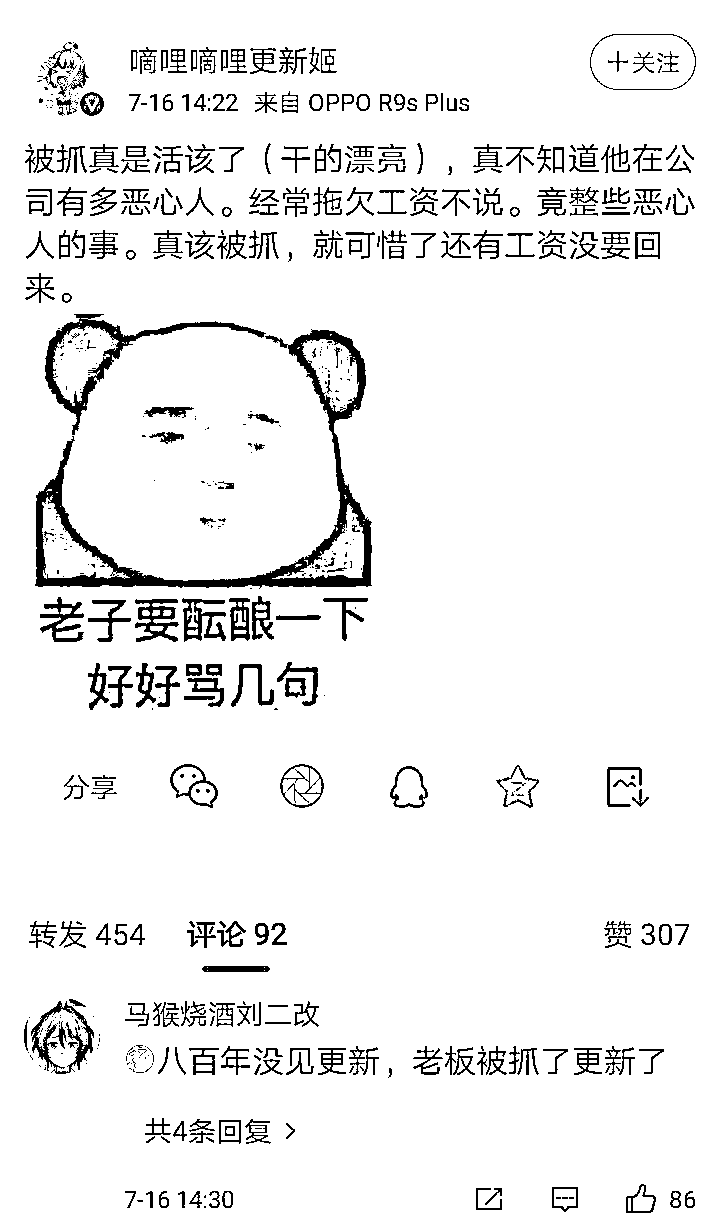 嘀哩嘀哩更新姬
十关注
7-16 14:22 来自 OPPO R9s Plus
被抓真是活该了（干的漂亮），真不知道他在公
司有多恶心人。经常拖欠工资不说。竟整些恶心
人的事。真该被抓，就可惜了还有工资没要回
来。
老子要酝酿一下
好好骂几句
分享
转发 454 评论 92 赞 307
马猴烧酒刘二改
八百年没见更新，老板被抓了更新了
共4条回复 >
7-16 14:30 86